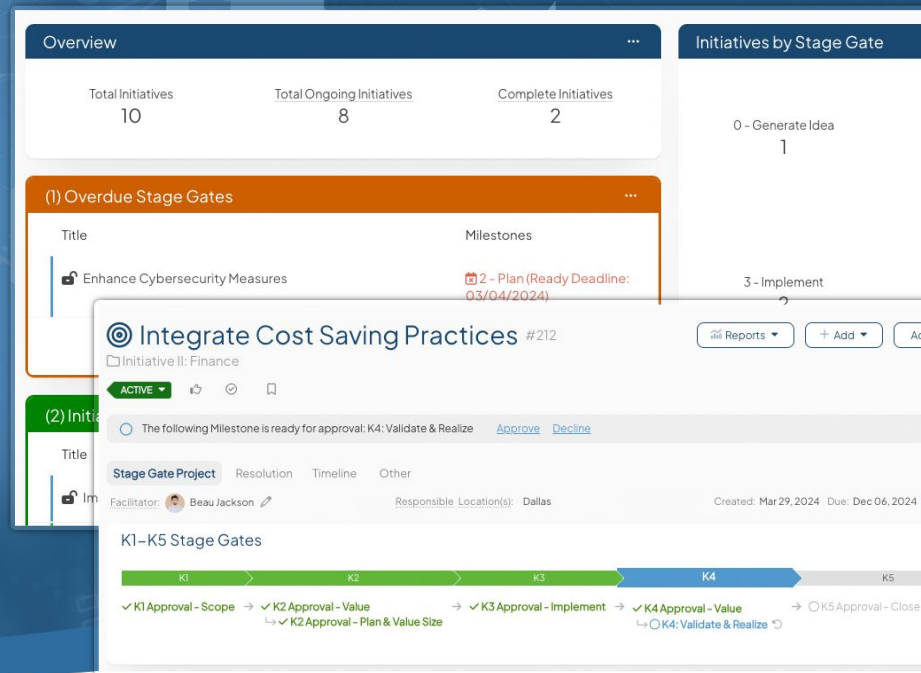 Overview
Total Initiatives
10
Total Ongoing Initiatives
8
Complete Initiatives
2
Initiatives by Stage Gate
0 - Generate Idea
1
3 - Implement
(1) Overdue Stage Gates
Title
Milestones
Enhance Cybersecurity Measures
2 - Plan (Ready Deadline:
03/04/2024)
(2)
Title
Integrate Cost Saving Practices #212
Reports
+ Add
Initiative II: Finance
ACTIVE
The following Milestone is ready for approval: K4: Validate & Realize Approve Decline
Stage Gate Project Resolution Timeline Other
Facilitator: Beau Jackson
Responsible Location(s): Dallas
Created: Mar 29, 2024 Due: Dec 06, 2024
K1–K5 Stage Gates
K1 K2 K3 K4 K5
✓ K1 Approval - Scope → ✓ K2 Approval - Value → ✓ K3 Approval - Implement → ✓ K4 Approval - Value → K5 Approval - Close
✓ K2 Approval - Plan & Value Size
K4: Validate & Realize